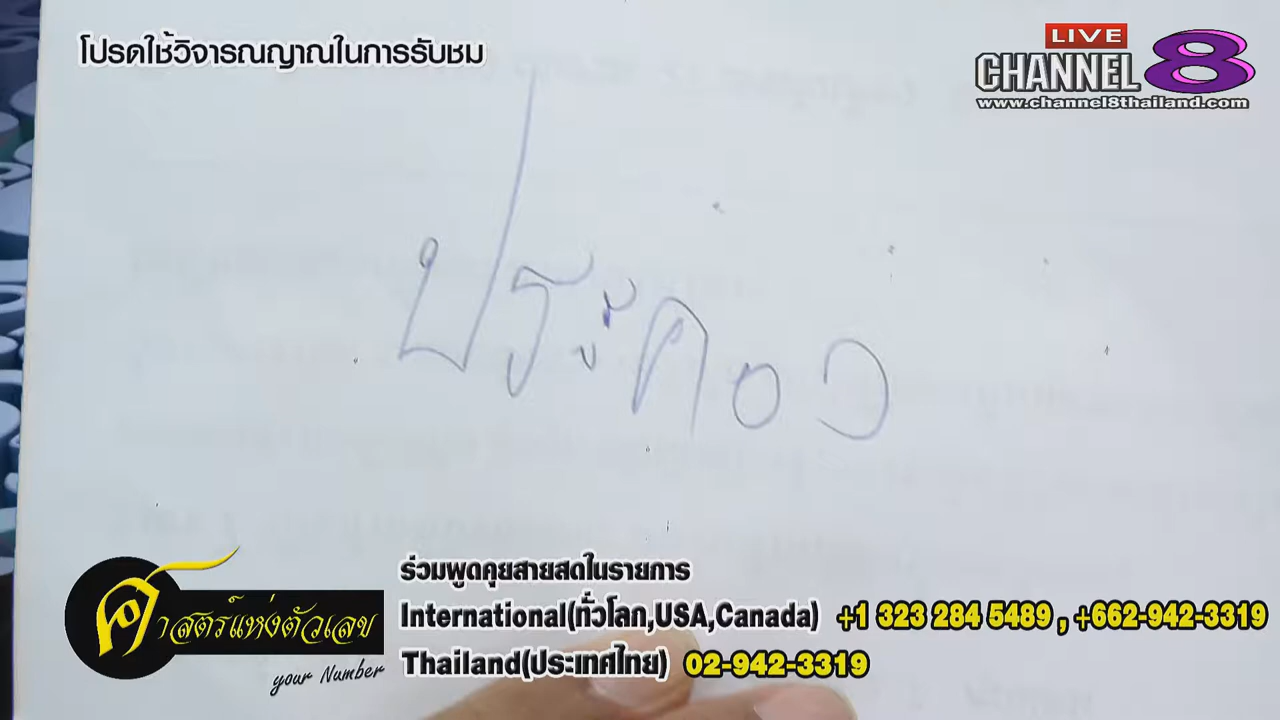 โปรดใช้วิจารณญาณในการรับชม
LIVE
CHANNEL 8
www.channel8thailand.com
ประคอง
ศาสตร์แห่งตัวเลข
your Number
ร่วมพูดคุยสายสดในรายการ
International(ทั่วโลก,USA,Canada) +1 323 284 5489 , +662-942-3319
Thailand(ประเทศไทย) 02-942-3319